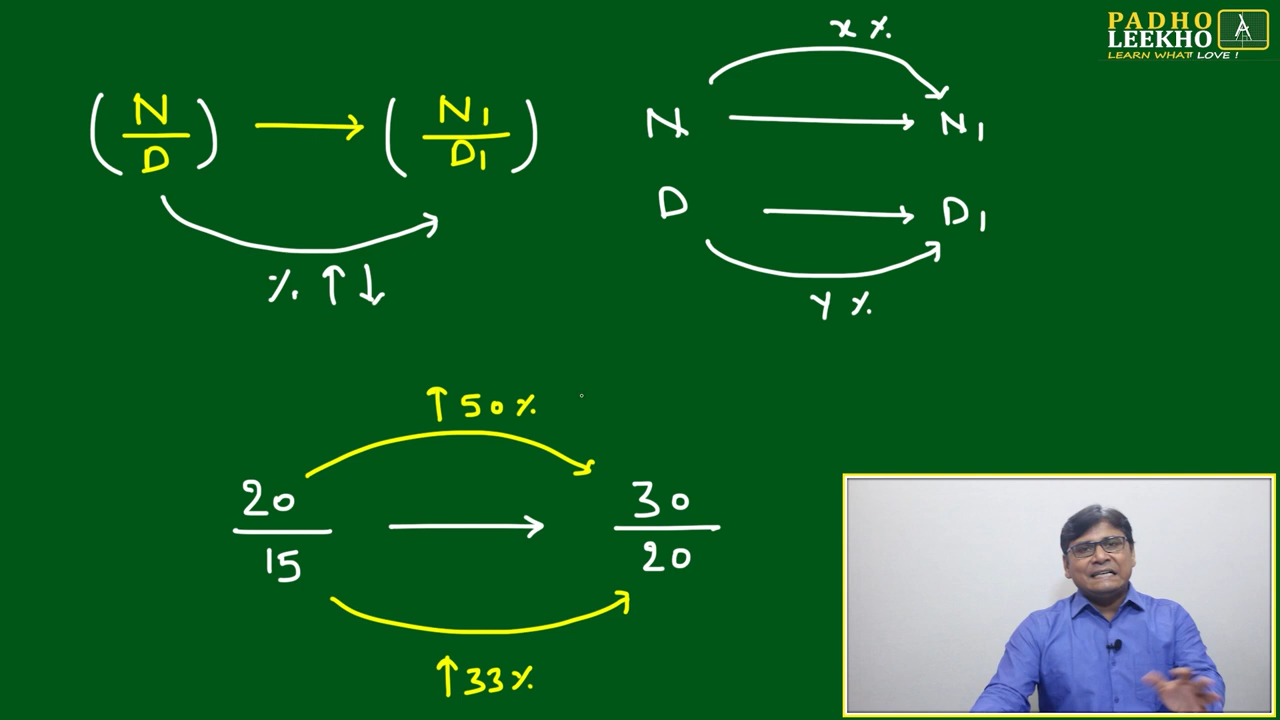 PADHO
LEEKHO
LEARN WHAT LOVE !
(N/D) → (N1/D1)
% ↑ ↓
x %
N → N1
D → D1
y %
↑ 50 %
20/15 → 30/20
↑ 33 %